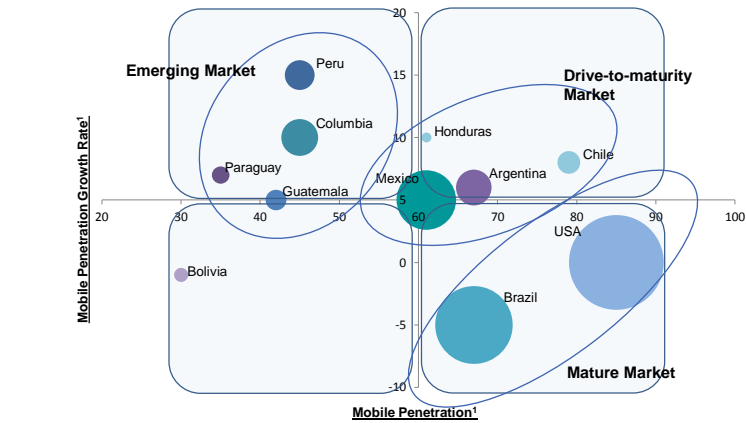 20
Emerging Market
Peru
15
Drive-to-maturity
Market
Columbia
10
Honduras
Chile
Paraguay
Mexico
Argentina
Guatemala
5
20
30
40
50
60
70
80
90
100
Mobile Penetration Growth Rate¹
USA
0
Bolivia
Brazil
-5
Mature Market
-10
Mobile Penetration¹